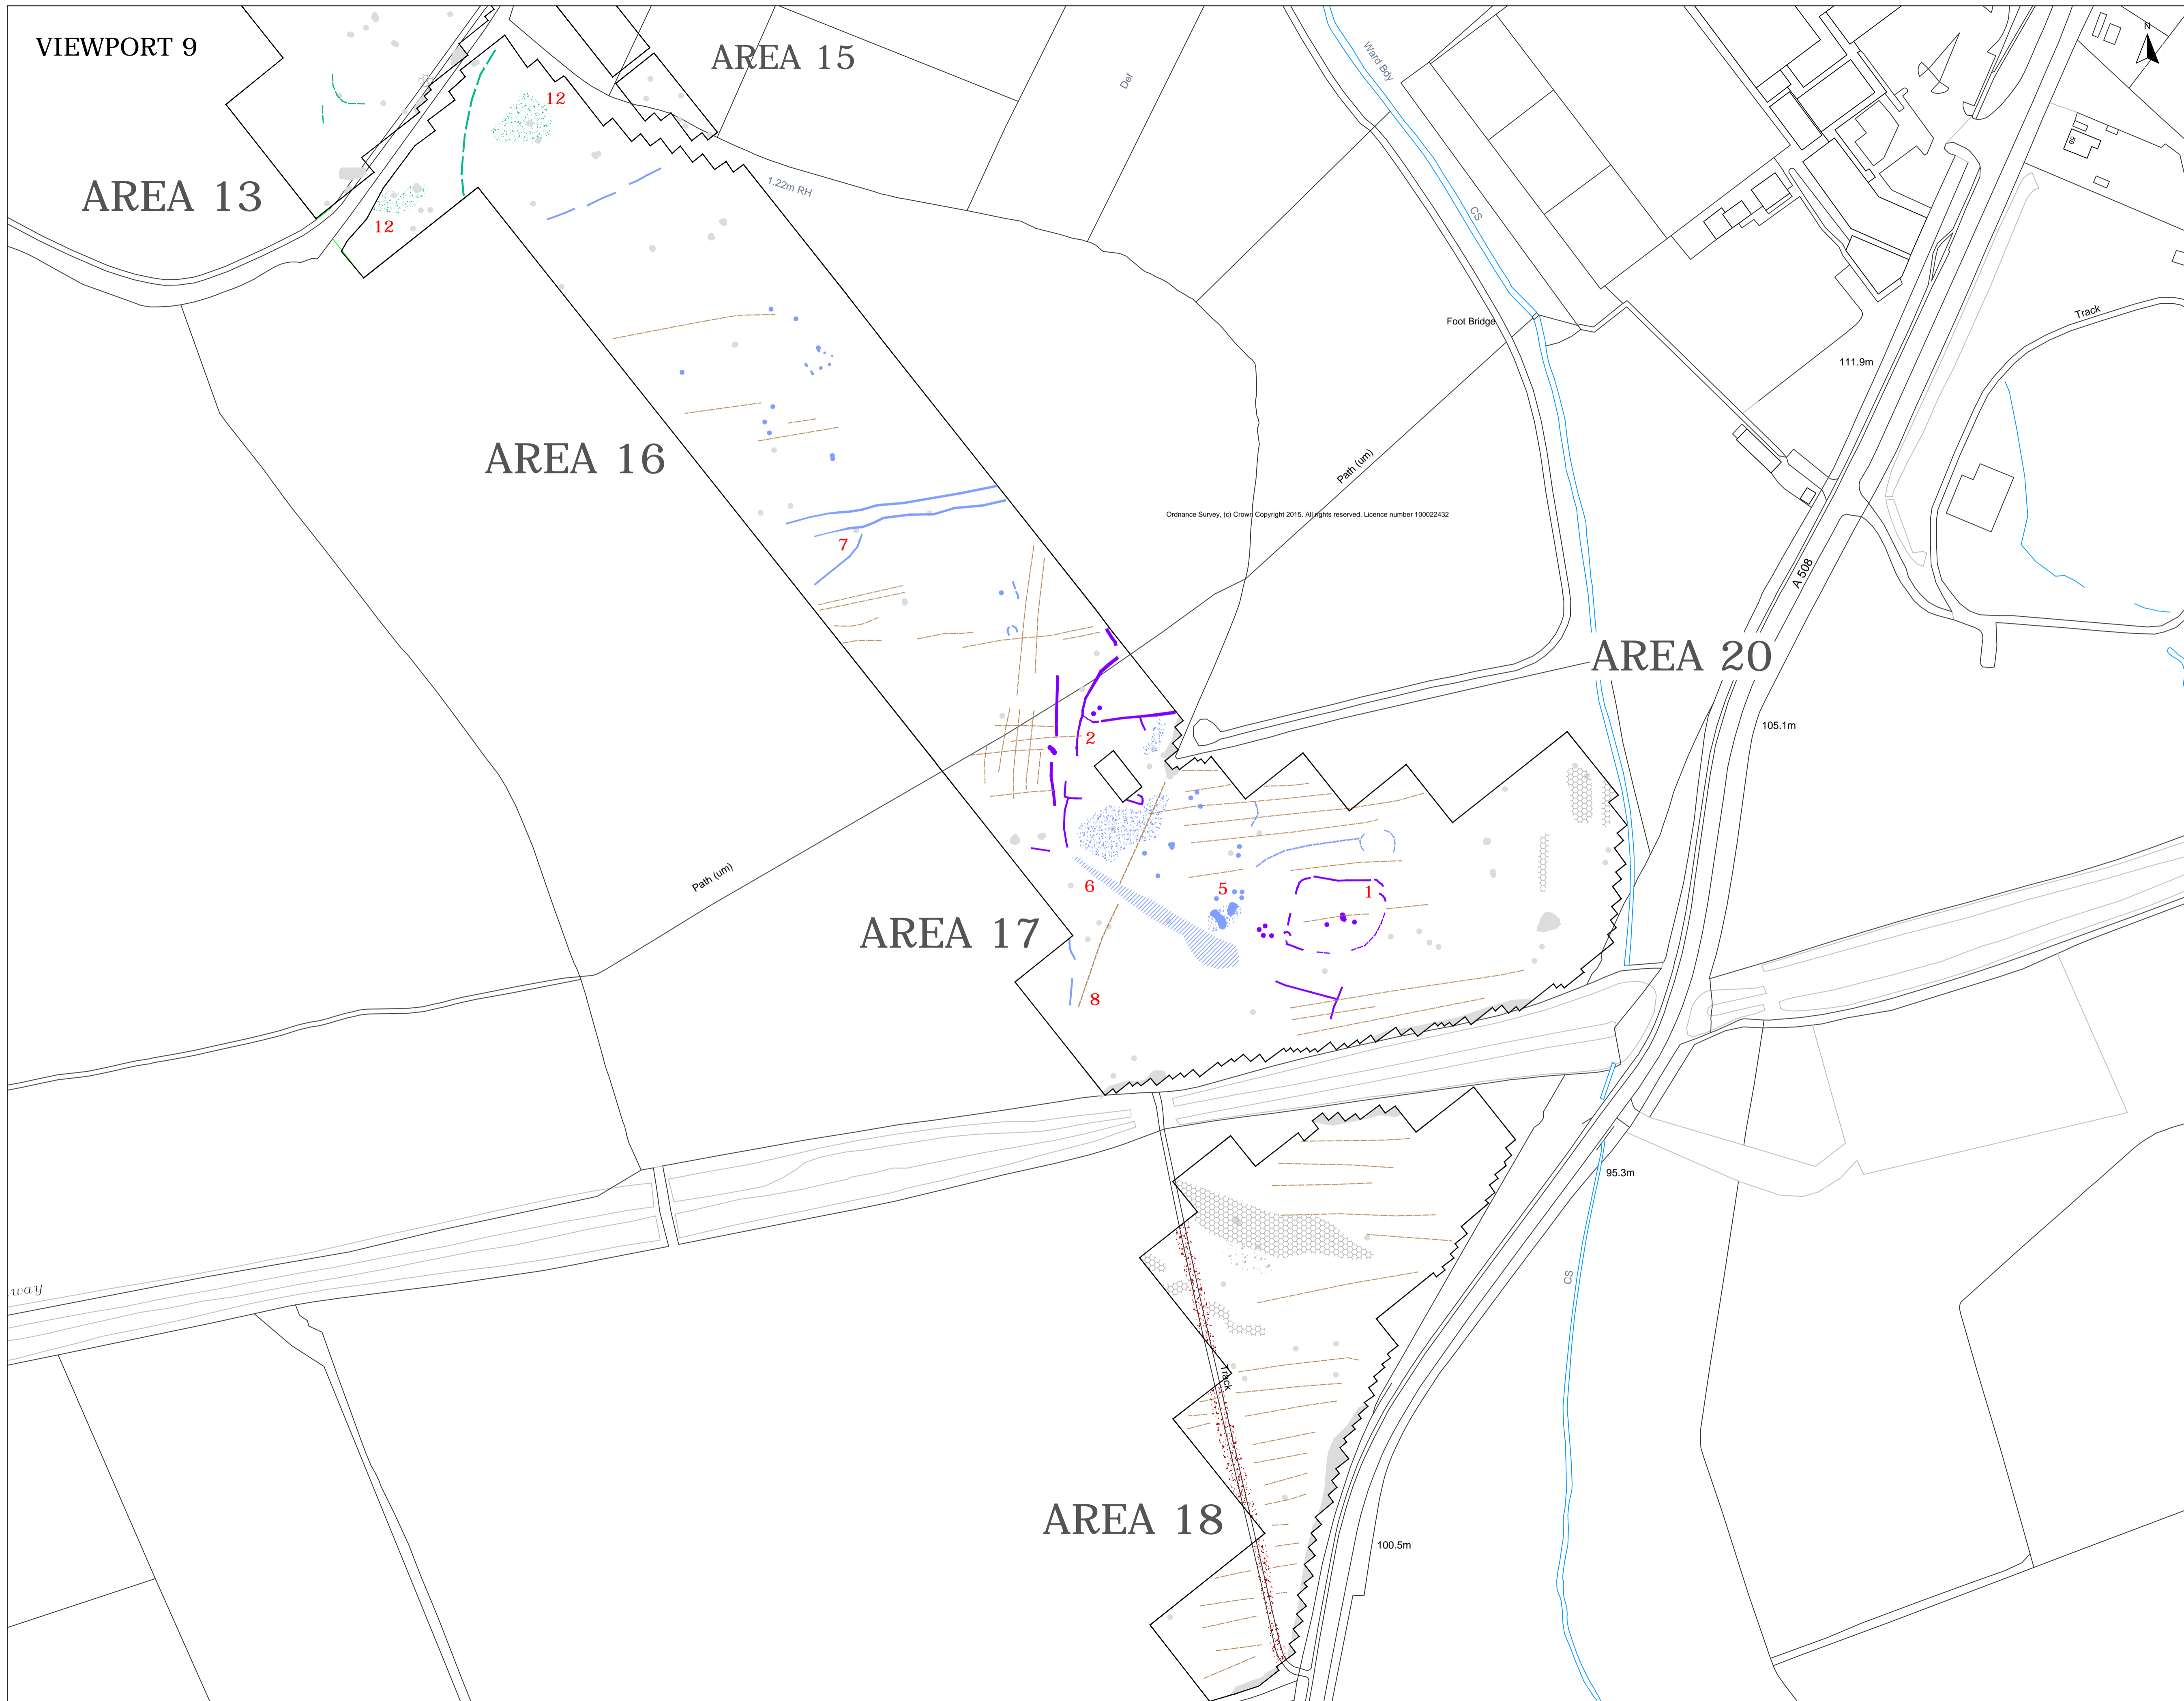 VIEWPORT 9
AREA 15
N
Ward Bdy
Def
12
59
1.22m RH
AREA 13
CS
12
Track
Foot Bridge
111.9m
AREA 16
Path (um)
Ordnance Survey, (c) Crown Copyright 2015. All rights reserved. Licence number 100022432
7
A 508
AREA 20
105.1m
2
Path (um)
6
5
1
AREA 17
8
95.3m
way
CS
Track
AREA 18
100.5m